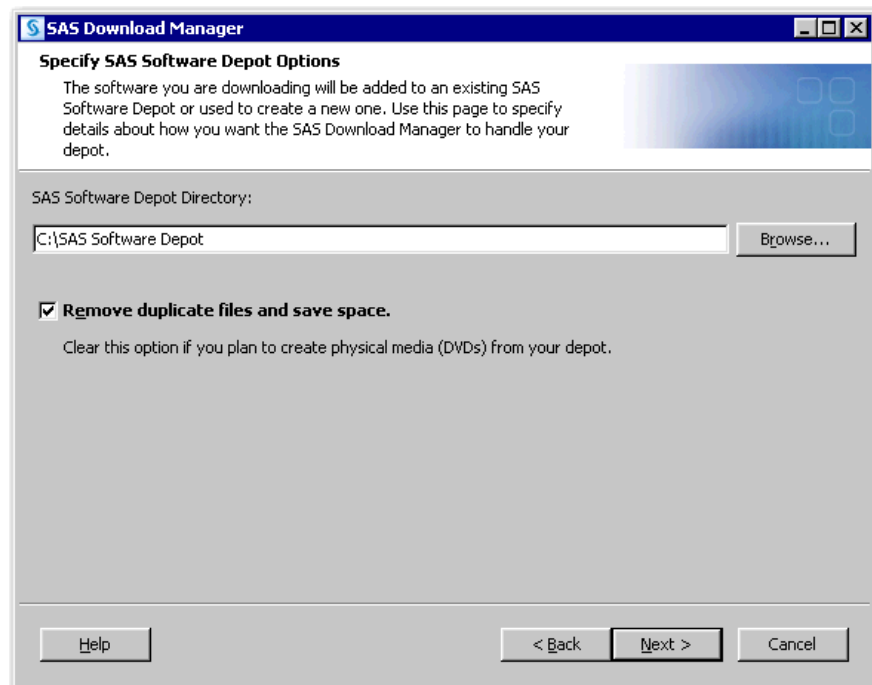 SAS Download Manager
Specify SAS Software Depot Options
The software you are downloading will be added to an existing SAS
Software Depot or used to create a new one. Use this page to specify
details about how you want the SAS Download Manager to handle your
depot.
SAS Software Depot Directory:
C:\SAS Software Depot
Browse...
Remove duplicate files and save space.
Clear this option if you plan to create physical media (DVDs) from your depot.
Help
< Back
Next >
Cancel